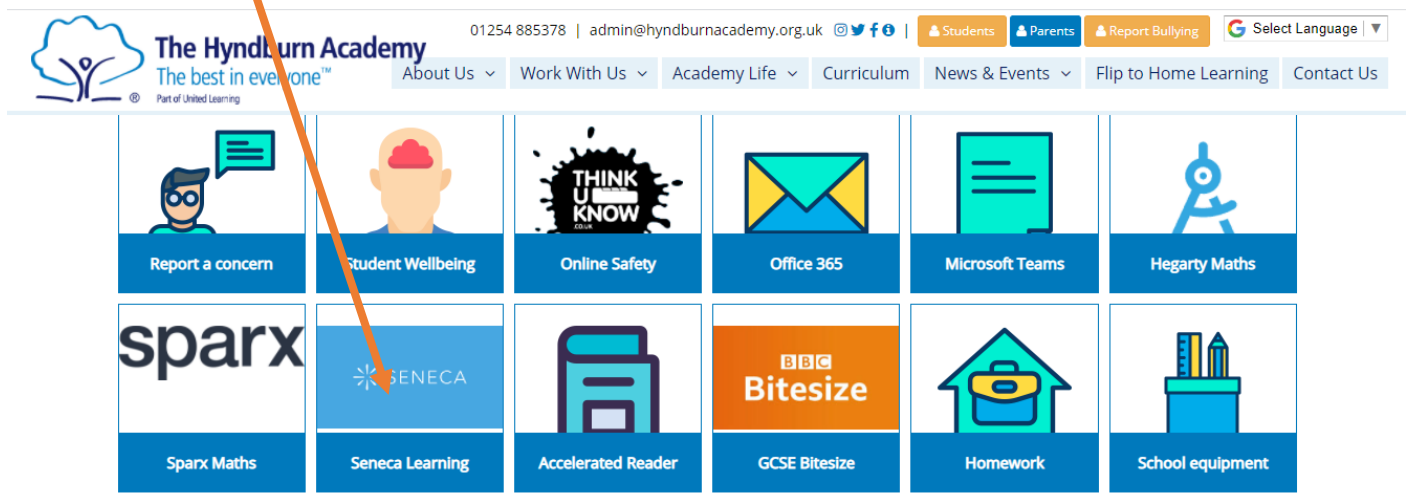 01254 885378 | admin@hyndburnacademy.org.uk | Students Parents Report Bullying Select Language ▼
The Hyndburn Academy
The best in everyone™
Part of United Learning
®
About Us Work With Us Academy Life Curriculum News & Events Flip to Home Learning Contact Us
THINK
U
KNOW
.CO.UK
Report a concern Student Wellbeing Online Safety Office 365 Microsoft Teams Hegarty Maths
sparx
SENECA
BBC
Bitesize
Sparx Maths Seneca Learning Accelerated Reader GCSE Bitesize Homework School equipment